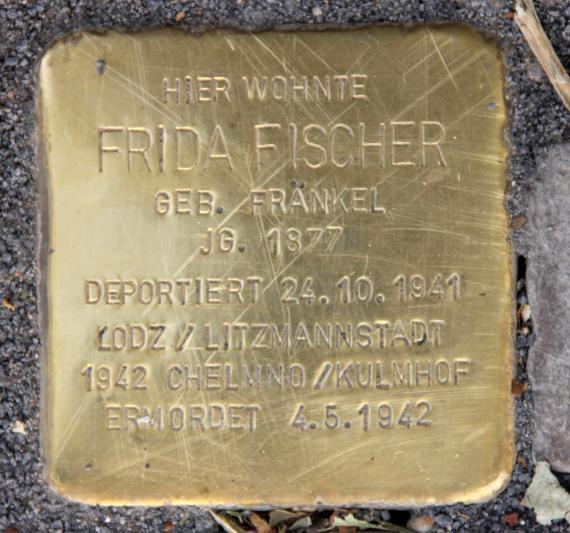 HIER WOHNTE
FRIDA FISCHER
GEB. FRÄNKEL
JG. 1877
DEPORTIERT 24.10.1941
ŁODZ / LITZMANNSTADT
1942 CHELMNO / KULMHOF
ERMORDET 4.5.1942